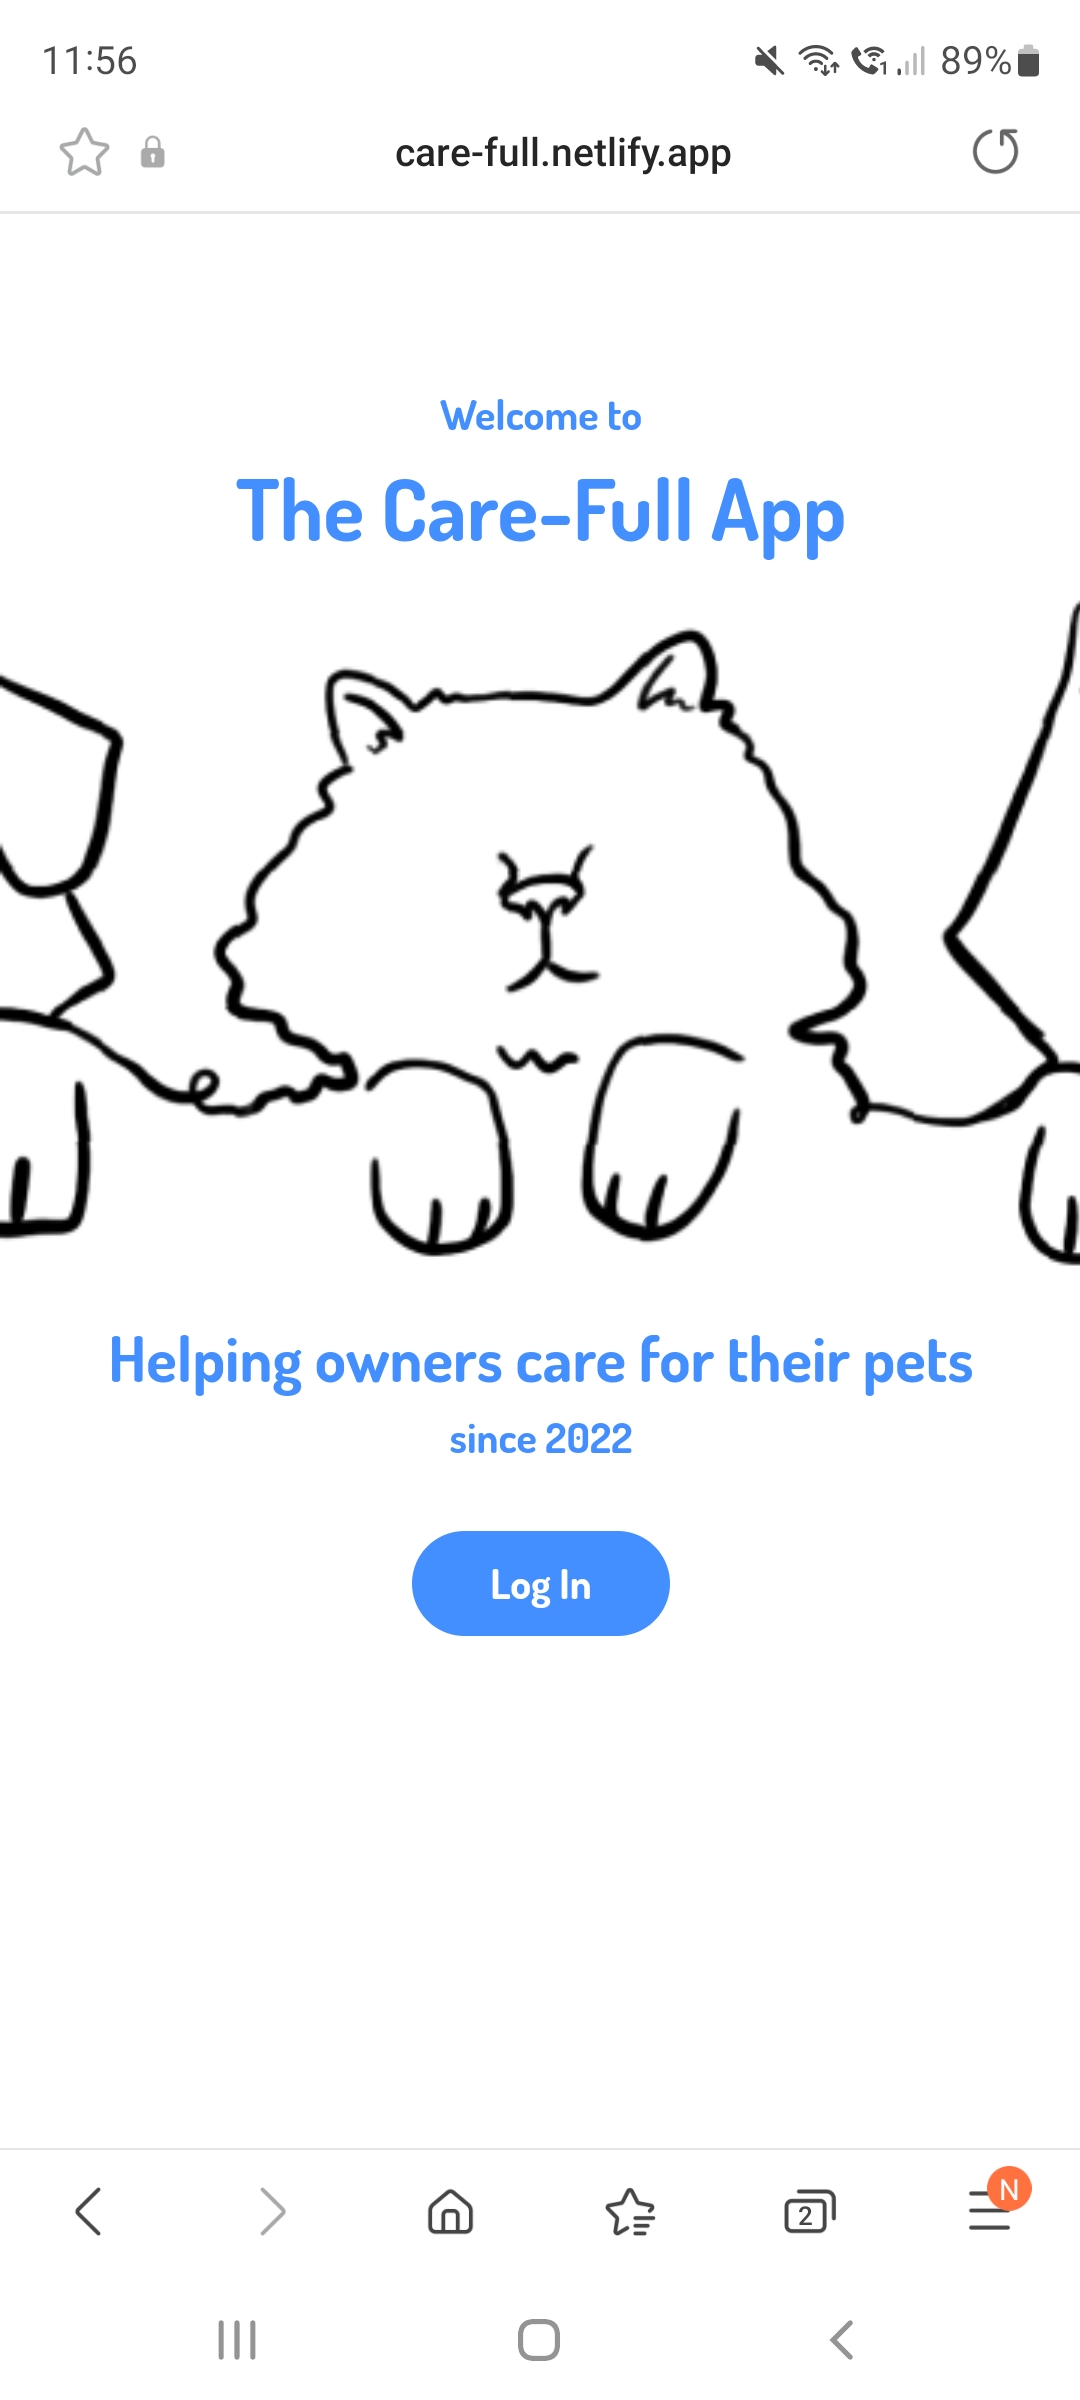 11:56
89%
care-full.netlify.app
Welcome to
The Care-Full App
Helping owners care for their pets
since 2022
Log In
2
N